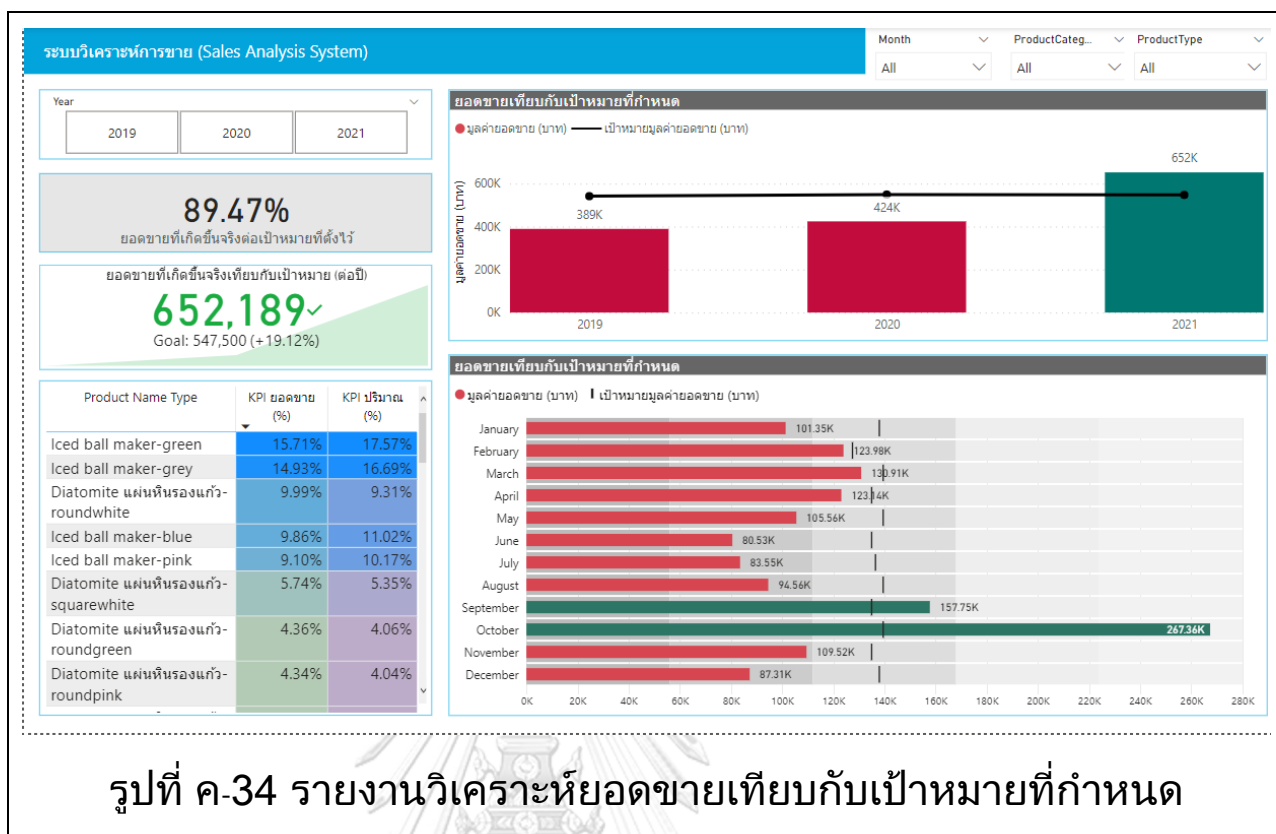 ระบบวิเคราะห์การขาย (Sales Analysis System)
Month
ProductCateg...
ProductType
All
All
All
Year
2019
2020
2021
89.47%
ยอดขายที่เกิดขึ้นจริงต่อเป้าหมายที่ตั้งไว้
ยอดขายที่เกิดขึ้นจริงเทียบกับเป้าหมาย (ต่อปี)
652,189
Goal: 547,500 (+19.12%)
Product Name Type
KPI ยอดขาย
(%)
KPI ปริมาณ
(%)
Iced ball maker-green 15.71% 17.57%
Iced ball maker-grey 14.93% 16.69%
Diatomite แผ่นหินรองแก้ว- 9.99% 9.31%
roundwhite
Iced ball maker-blue 9.86% 11.02%
Iced ball maker-pink 9.10% 10.17%
Diatomite แผ่นหินรองแก้ว- 5.74% 5.35%
squarewhite
Diatomite แผ่นหินรองแก้ว- 4.36% 4.06%
roundgreen
Diatomite แผ่นหินรองแก้ว- 4.34% 4.04%
roundpink
ยอดขายเทียบกับเป้าหมายที่กำหนด
มูลค่ายอดขาย (บาท) เป้าหมายมูลค่ายอดขาย (บาท)
มูลค่ายอดขาย (บาท)
600K
400K
200K
0K
389K
424K
652K
2019
2020
2021
ยอดขายเทียบกับเป้าหมายที่กำหนด
มูลค่ายอดขาย (บาท) เป้าหมายมูลค่ายอดขาย (บาท)
January 101.35K
February 123.98K
March 130.91K
April 123.14K
May 105.56K
June 80.53K
July 83.55K
August 94.56K
September 157.75K
October 267.36K
November 109.52K
December 87.31K
0K 20K 40K 60K 80K 100K 120K 140K 160K 180K 200K 220K 240K 260K 280K
รูปที่ ค-34 รายงานวิเคราะห์ยอดขายเทียบกับเป้าหมายที่กำหนด